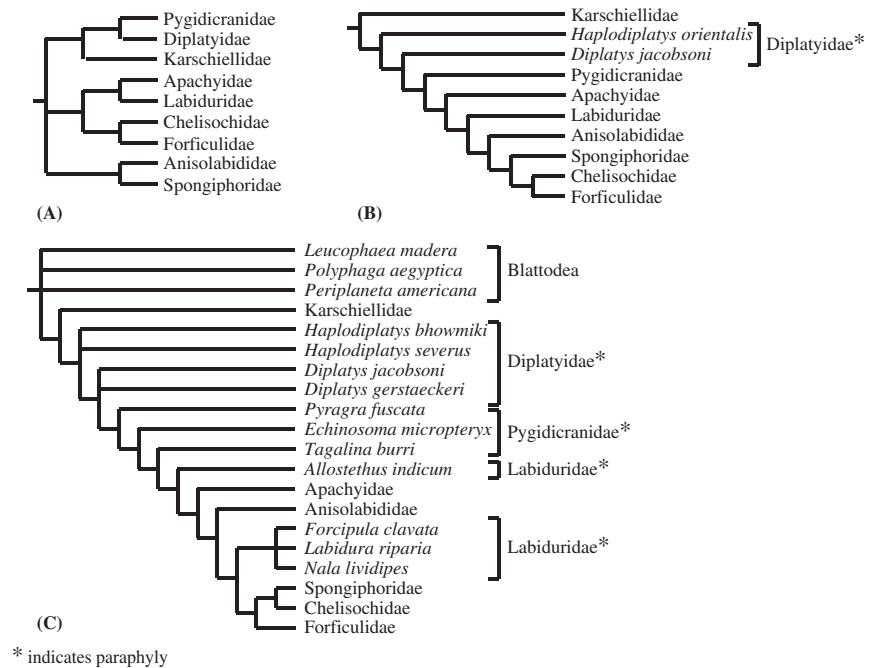 Pygidicranidae
Diplatyidae
Karschiellidae
Apachyidae
Labiduridae
Chelisochidae
Forficulidae
Anisolabididae
Spongiphoridae
(A)
Karschiellidae
Haplodiplatys orientalis
Diplatyidae*
Diplatys jacobsoni
Pygidicranidae
Apachyidae
Labiduridae
Anisolabididae
Spongiphoridae
Chelisochidae
Forficulidae
(B)
Leucophaea madera
Polyphaga aegyptica
Blattodea
Periplaneta americana
Karschiellidae
Haplodiplatys bhowmiki
Haplodiplatys severus
Diplatyidae*
Diplatys jacobsoni
Diplatys gerstaeckeri
Pyragra fuscata
Echinosoma micropteryx
Pygidicranidae*
Tagalina burri
Allostethus indicum
Labiduridae*
Apachyidae
Anisolabididae
Forcipula clavata
Labidura riparia
Labiduridae*
Nala lividipes
Spongiphoridae
Chelisochidae
Forficulidae
(C)
* indicates paraphyly